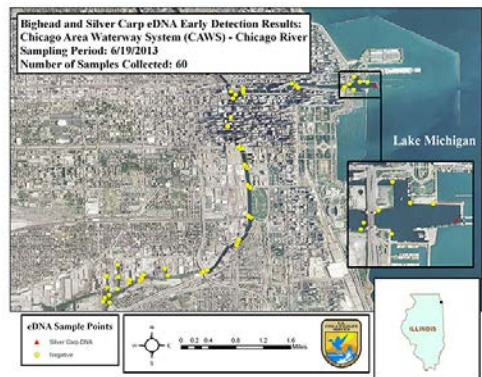 Bighead and Silver Carp eDNA Early Detection Results:
Chicago Area Waterway System (CAWS) - Chicago River
Sampling Period: 6/19/2013
Number of Samples Collected: 60
Lake Michigan
eDNA Sample Points
Silver Carp DNA
Negative
N
W
E
S
0 0.2 0.4 0.8 1.2 1.6
Miles
ILLINOIS